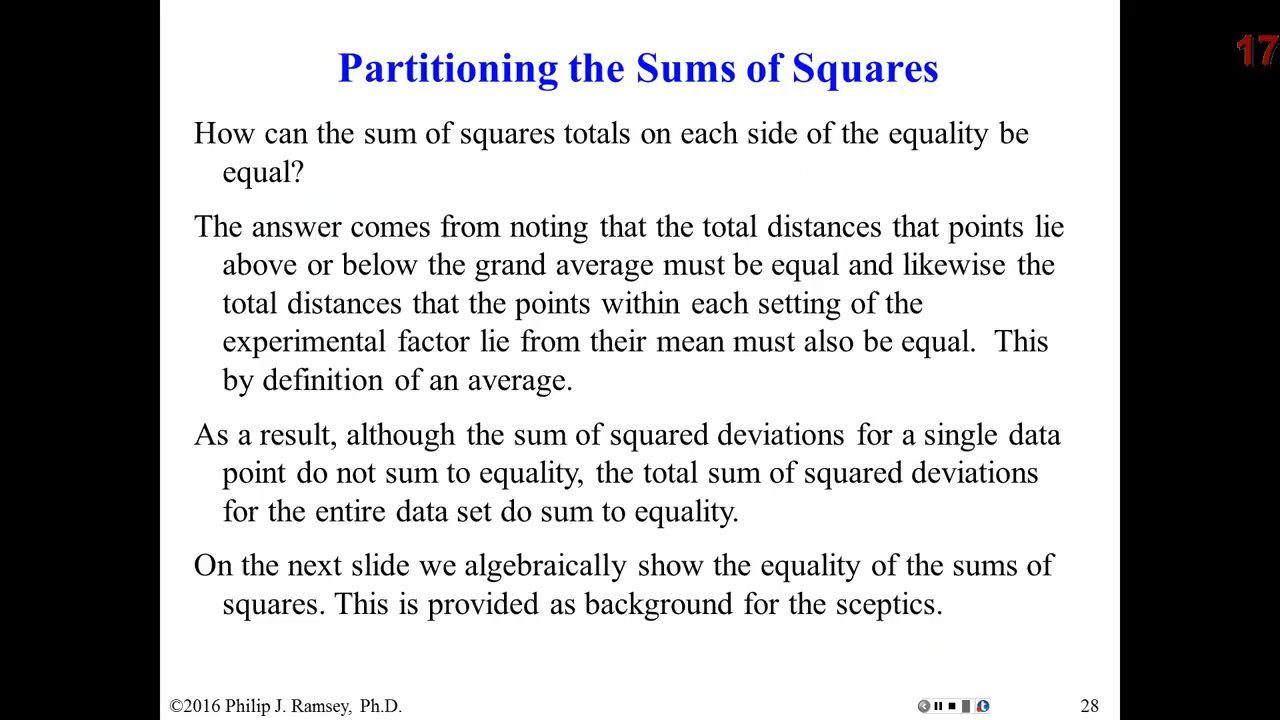 Partitioning the Sums of Squares
17
How can the sum of squares totals on each side of the equality be
equal?
The answer comes from noting that the total distances that points lie
above or below the grand average must be equal and likewise the
total distances that the points within each setting of the
experimental factor lie from their mean must also be equal.  This
by definition of an average.
As a result, although the sum of squared deviations for a single data
point do not sum to equality, the total sum of squared deviations
for the entire data set do sum to equality.
On the next slide we algebraically show the equality of the sums of
squares. This is provided as background for the sceptics.
©2016 Philip J. Ramsey, Ph.D.
28